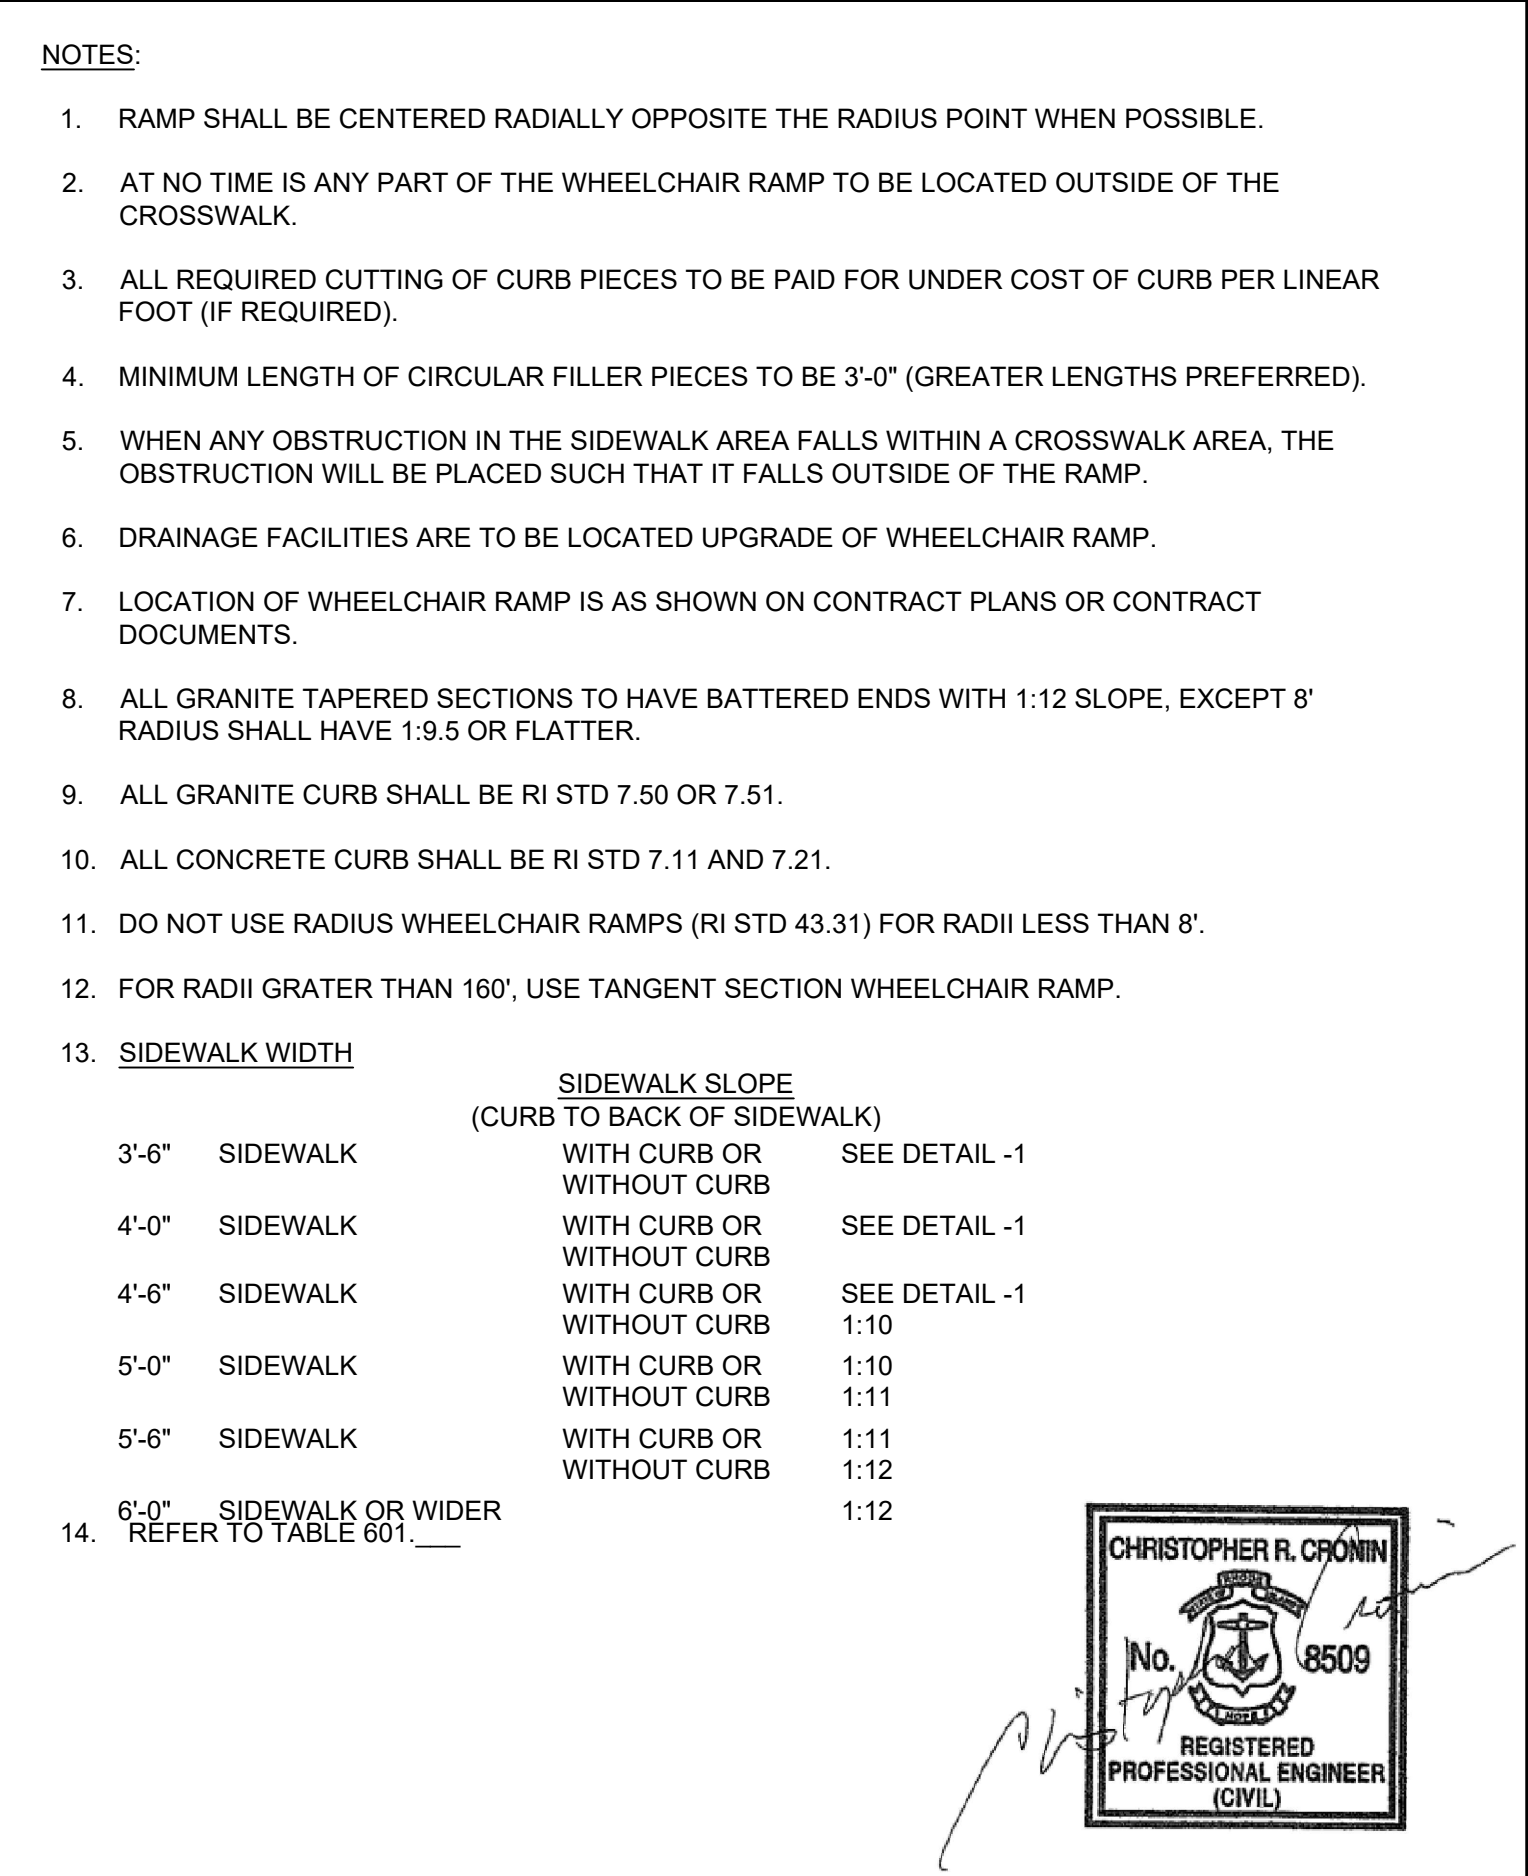 NOTES:
1. RAMP SHALL BE CENTERED RADIALLY OPPOSITE THE RADIUS POINT WHEN POSSIBLE.
2. AT NO TIME IS ANY PART OF THE WHEELCHAIR RAMP TO BE LOCATED OUTSIDE OF THE
CROSSWALK.
3. ALL REQUIRED CUTTING OF CURB PIECES TO BE PAID FOR UNDER COST OF CURB PER LINEAR
FOOT (IF REQUIRED).
4. MINIMUM LENGTH OF CIRCULAR FILLER PIECES TO BE 3'-0" (GREATER LENGTHS PREFERRED).
5. WHEN ANY OBSTRUCTION IN THE SIDEWALK AREA FALLS WITHIN A CROSSWALK AREA, THE
OBSTRUCTION WILL BE PLACED SUCH THAT IT FALLS OUTSIDE OF THE RAMP.
6. DRAINAGE FACILITIES ARE TO BE LOCATED UPGRADE OF WHEELCHAIR RAMP.
7. LOCATION OF WHEELCHAIR RAMP IS AS SHOWN ON CONTRACT PLANS OR CONTRACT
DOCUMENTS.
8. ALL GRANITE TAPERED SECTIONS TO HAVE BATTERED ENDS WITH 1:12 SLOPE, EXCEPT 8'
RADIUS SHALL HAVE 1:9.5 OR FLATTER.
9. ALL GRANITE CURB SHALL BE RI STD 7.50 OR 7.51.
10. ALL CONCRETE CURB SHALL BE RI STD 7.11 AND 7.21.
11. DO NOT USE RADIUS WHEELCHAIR RAMPS (RI STD 43.31) FOR RADII LESS THAN 8'.
12. FOR RADII GRATER THAN 160', USE TANGENT SECTION WHEELCHAIR RAMP.
13. SIDEWALK WIDTH
SIDEWALK SLOPE
(CURB TO BACK OF SIDEWALK)
3'-6" SIDEWALK WITH CURB OR SEE DETAIL -1
WITHOUT CURB
4'-0" SIDEWALK WITH CURB OR SEE DETAIL -1
WITHOUT CURB
4'-6" SIDEWALK WITH CURB OR SEE DETAIL -1
WITHOUT CURB 1:10
5'-0" SIDEWALK WITH CURB OR 1:10
WITHOUT CURB 1:11
5'-6" SIDEWALK WITH CURB OR 1:11
WITHOUT CURB 1:12
6'-0" SIDEWALK OR WIDER 1:12
14. REFER TO TABLE 601.___
CHRISTOPHER R. CRONIN
RHODE
STATE OF ISLAND
No. 8509
HOPE
REGISTERED
PROFESSIONAL ENGINEER
(CIVIL)